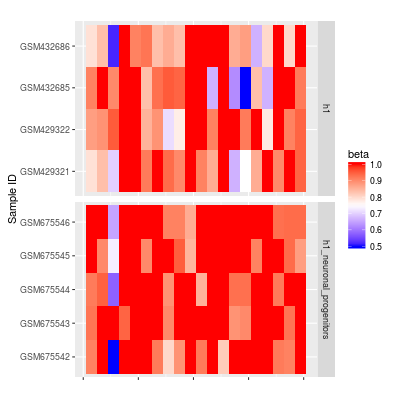 GSM432686
GSM432685
GSM429322
GSM429321
h1
GSM675546
GSM675545
GSM675544
GSM675543
GSM675542
h1_neuronal_progenitors
Sample ID
beta
1.0
0.9
0.8
0.7
0.6
0.5